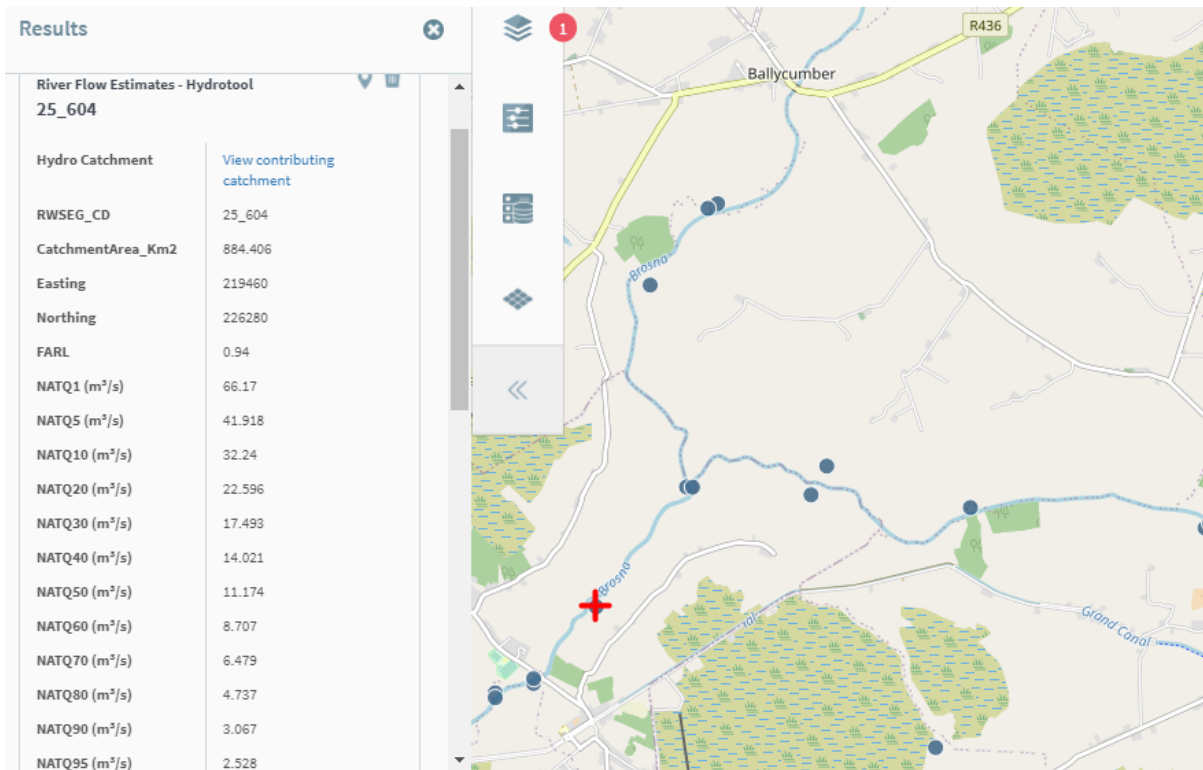 Results
1
River Flow Estimates - Hydrotool
25_604
Hydro Catchment View contributing
catchment
RWSEG_CD 25_604
CatchmentArea_Km2 884.406
Easting 219460
Northing 226280
FARL 0.94
NATQ1 (m³/s) 66.17
NATQ5 (m³/s) 41.918
NATQ10 (m³/s) 32.24
NATQ20 (m³/s) 22.596
NATQ30 (m³/s) 17.593
NATQ40 (m³/s) 14.021
NATQ50 (m³/s) 11.174
NATQ60 (m³/s) 8.707
NATQ70 (m³/s) 6.479
NATQ80 (m³/s) 4.737
NATQ90 (m³/s) 3.067
NATQ95 (m³/s) 2.528
R436
Ballycumber
Brosna
Brosna
Grand Canal